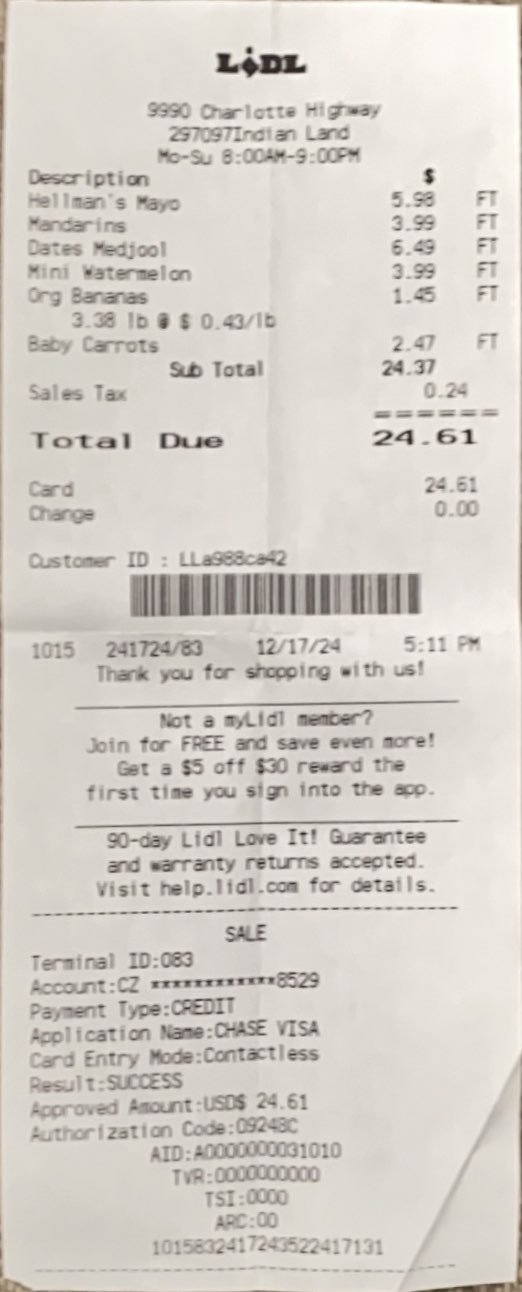 LIDL
9990 Charlotte Highway
297097Indian Land
Mo-Su 8:00AM-9:00PM
Description $
Hellman's Mayo 5.98 FT
Mandarins 3.99 FT
Dates Medjool 6.49 FT
Mini Watermelon 3.99 FT
Org Bananas 1.45 FT
3.38 lb @ $ 0.43/lb
Baby Carrots 2.47 FT
Sub Total 24.37
Sales Tax 0.24
======
Total Due 24.61
Card 24.61
Change 0.00
Customer ID : LLa988ca42
1015 241724/83 12/17/24 5:11 PM
Thank you for shopping with us!
Not a myLidl member?
Join for FREE and save even more!
Get a $5 off $30 reward the
first time you sign into the app.
90-day Lidl Love It! Guarantee
and warranty returns accepted.
Visit help.lidl.com for details.
SALE
Terminal ID:083
Account:CZ ************8529
Payment Type:CREDIT
Application Name:CHASE VISA
Card Entry Mode:Contactless
Result:SUCCESS
Approved Amount:USD$ 24.61
Authorization Code:09248C
AID:A0000000031010
TVR:0000000000
TSI:0000
ARC:00
1015832417243522417131